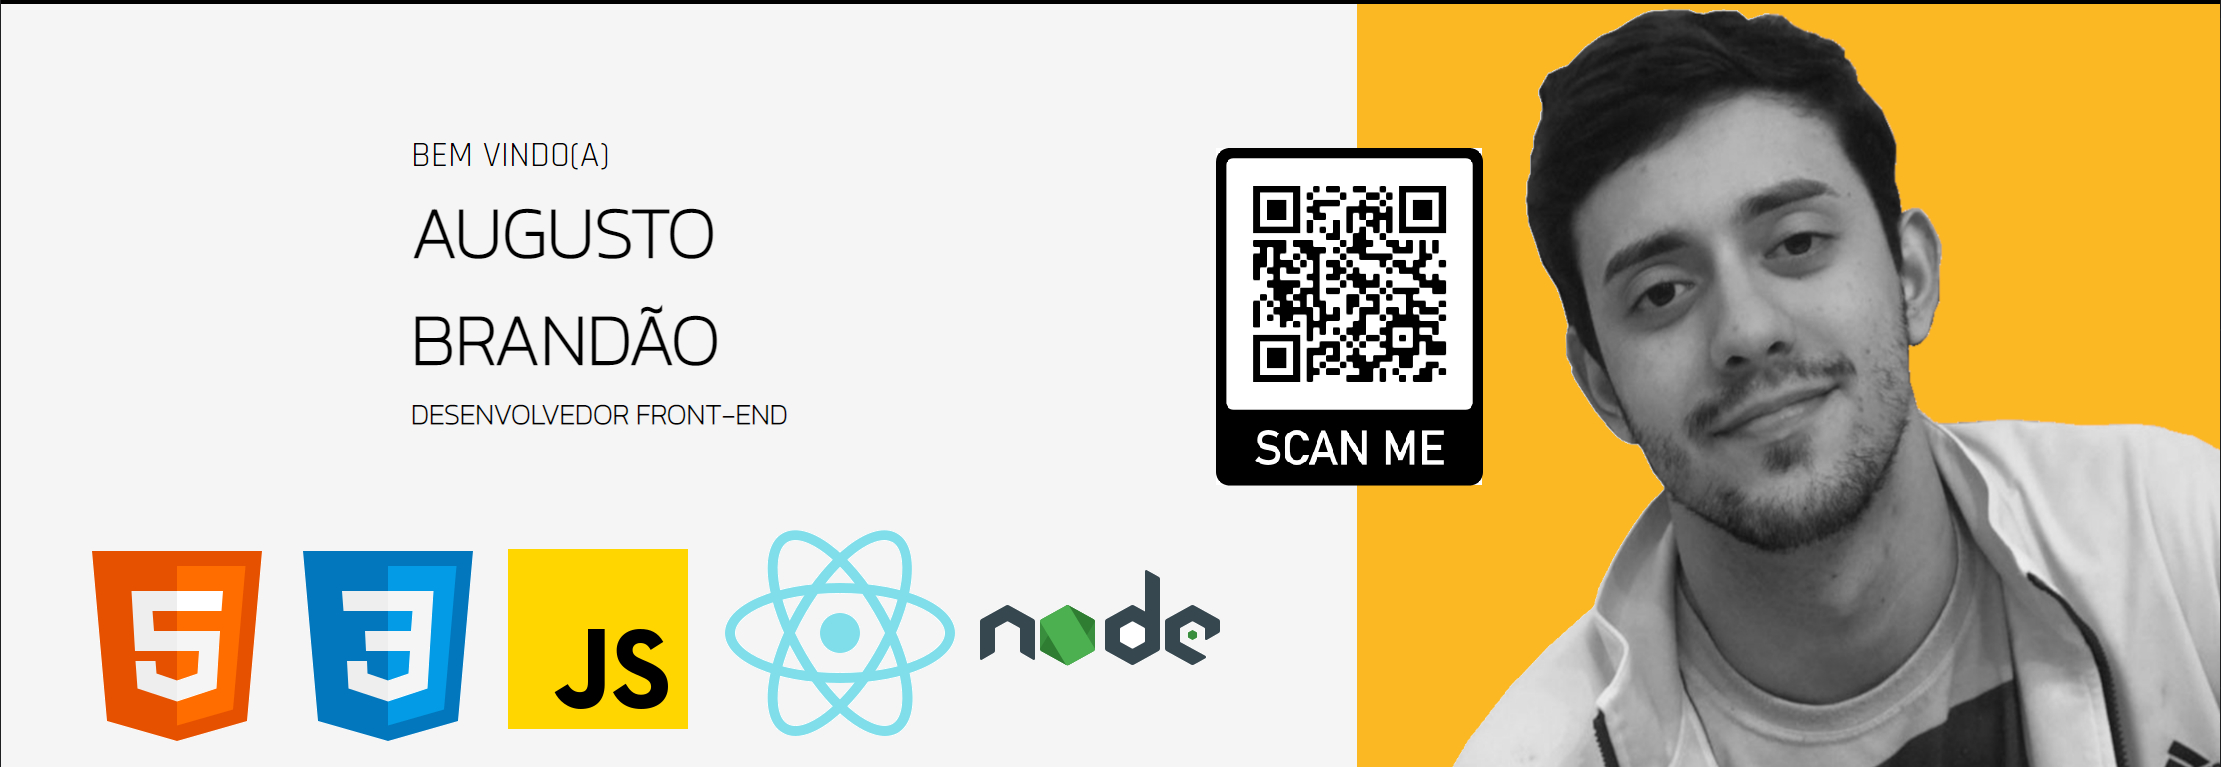 BEM VINDO(A)
AUGUSTO
BRANDÃO
DESENVOLVEDOR FRONT-END
SCAN ME
5
3
JS
node